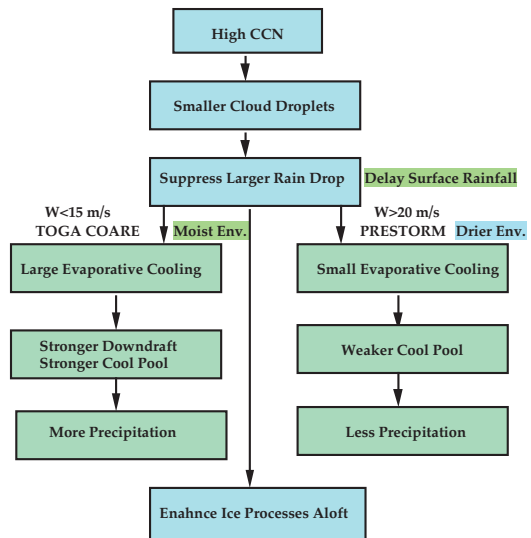 High CCN
Smaller Cloud Droplets
Suppress Larger Rain Drop
Delay Surface Rainfall
W<15 m/s
TOGA COARE
Moist Env.
W>20 m/s
PRESTORM
Drier Env.
Large Evaporative Cooling
Small Evaporative Cooling
Stronger Downdraft
Stronger Cool Pool
Weaker Cool Pool
More Precipitation
Less Precipitation
Enahnce Ice Processes Aloft